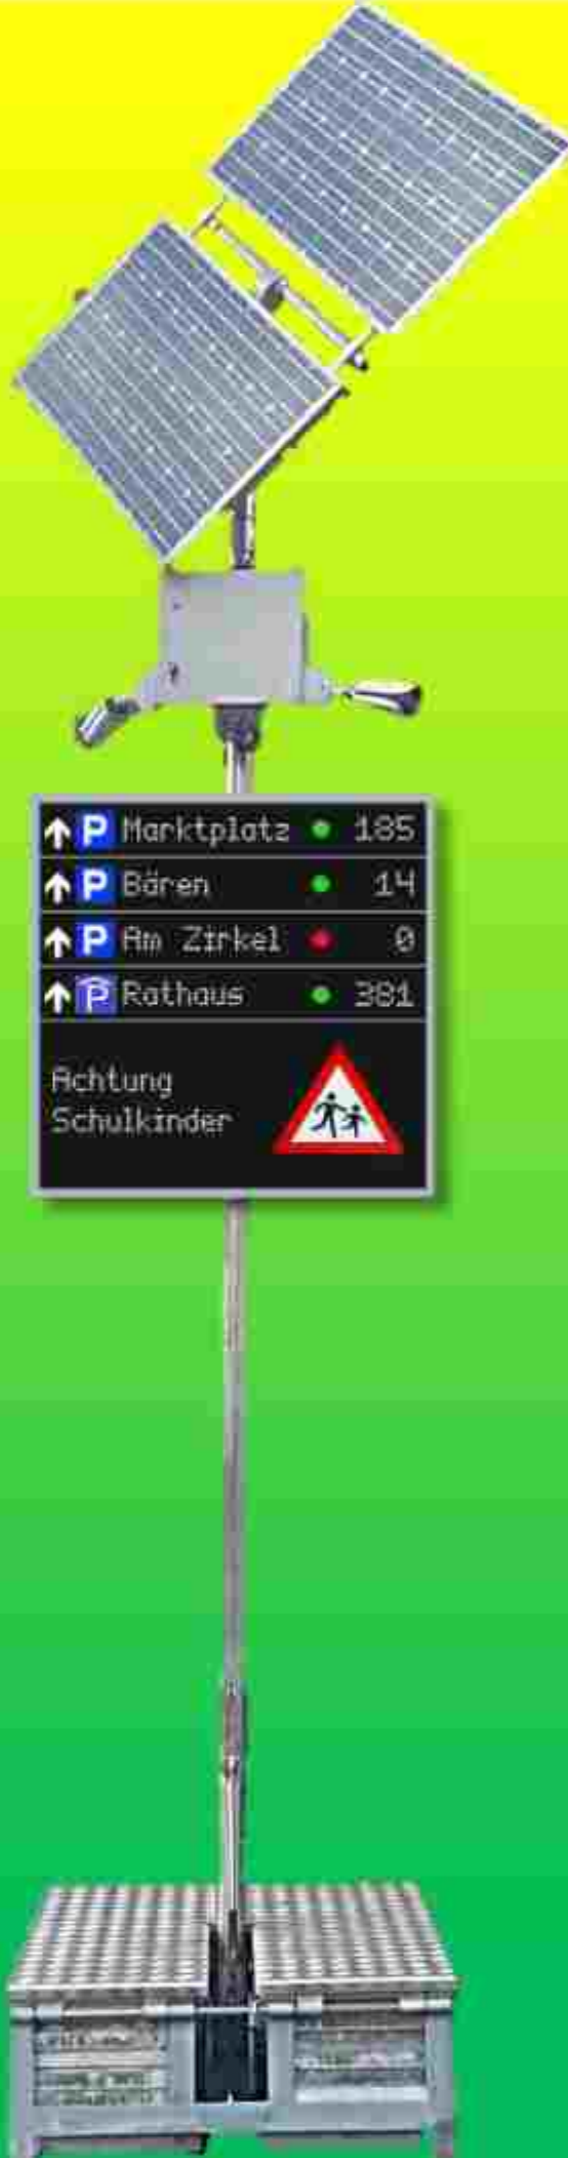 ↑ P Marktplatz ● 185
↑ P Bären ● 14
↑ P Am Zirkel ● 0
↑ P Rathaus ● 381
Achtung
Schulkinder